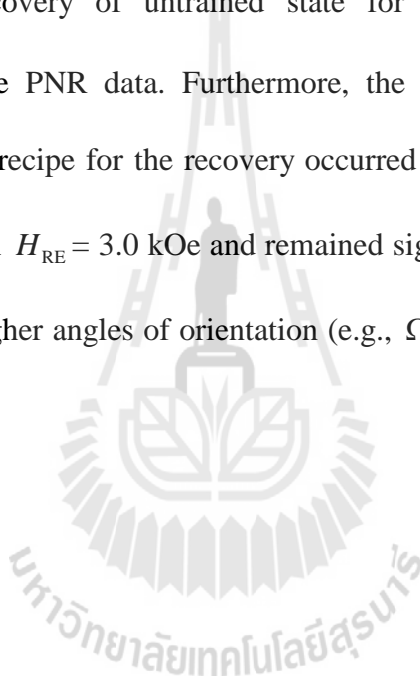 covery of untrained state for
e PNR data. Furthermore, the
recipe for the recovery occurred
H_RE = 3.0 kOe and remained sig
gher angles of orientation (e.g., Ω
มหาวิทยาลัยเทคโนโลยีสุรนารี